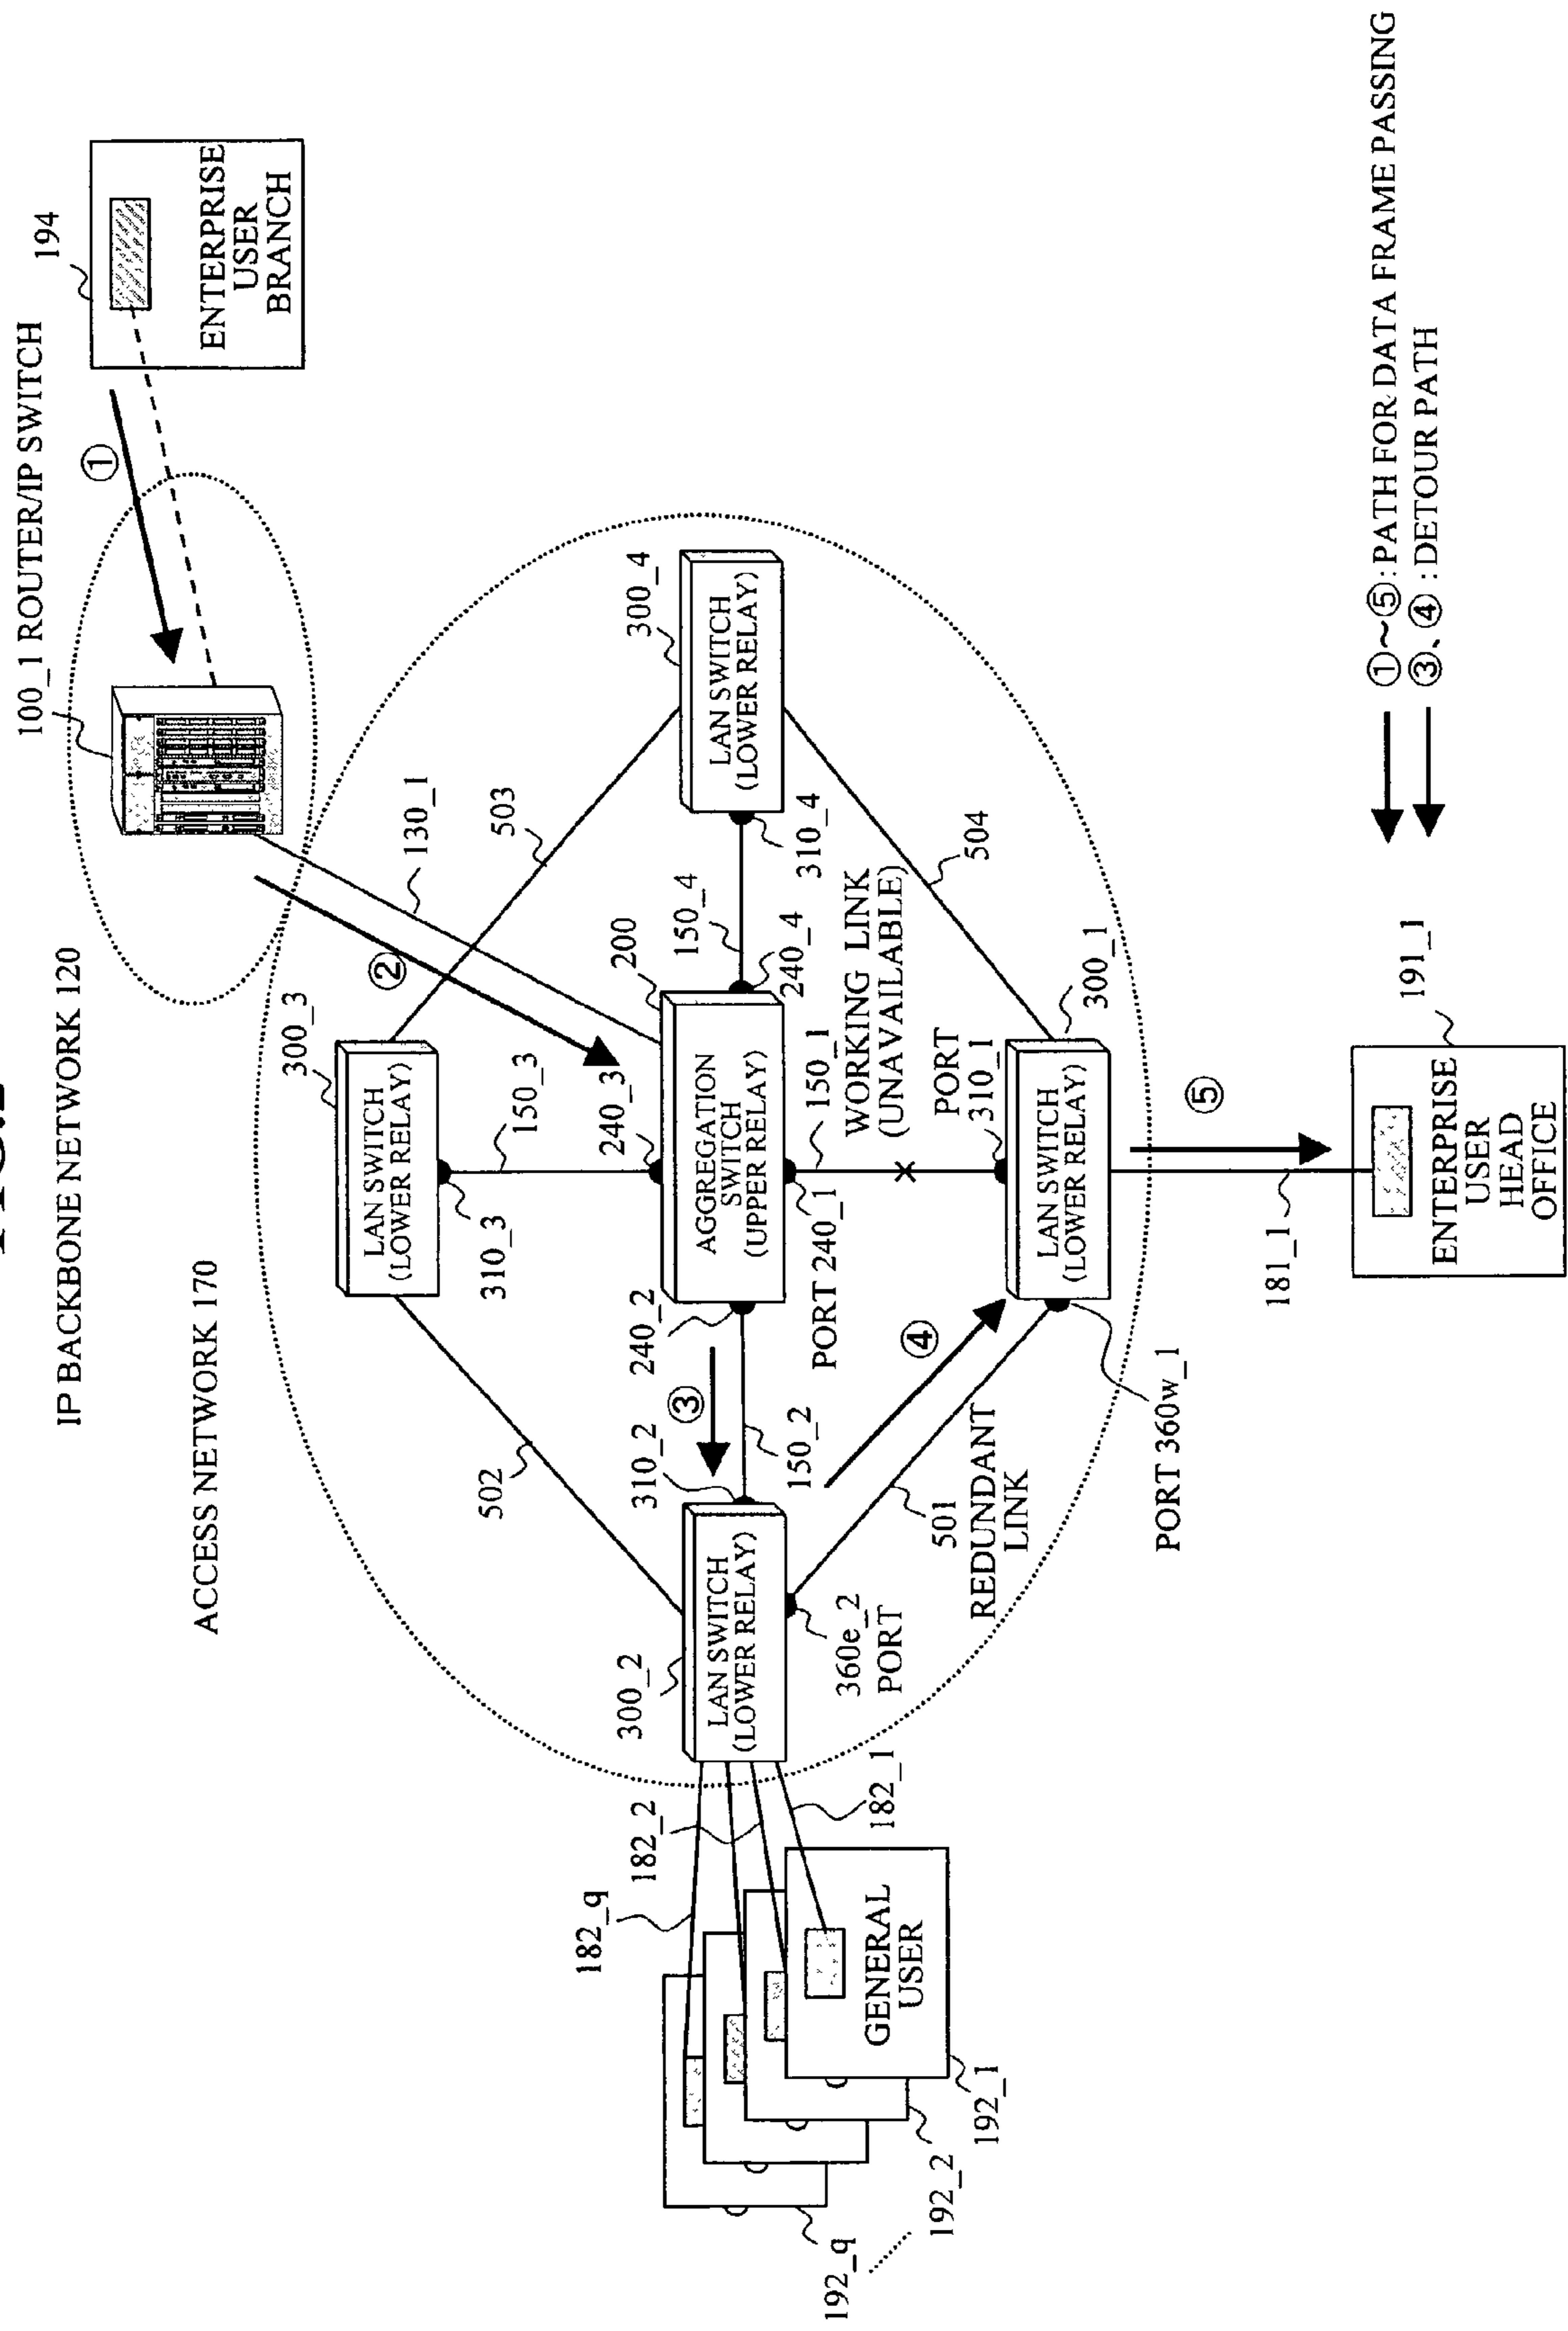 IP BACKBONE NETWORK 120
100_1 ROUTER/IP SWITCH
194
ENTERPRISE
USER
BRANCH
①
ACCESS NETWORK 170
130_1
②
300_3
LAN SWITCH
(LOWER RELAY)
310_3
150_3
502
503
240_3
200
AGGREGATION
SWITCH
(UPPER RELAY)
240_2
240_4
PORT 240_1
150_4
310_4
300_4
LAN SWITCH
(LOWER RELAY)
③
150_2
310_2
300_2
LAN SWITCH
(LOWER RELAY)
360e_2
PORT
182_q
182_2
182_1
GENERAL
USER
192_1
192_2
192_q
150_1
WORKING LINK
(UNAVAILABLE)
④
501
REDUNDANT
LINK
504
PORT
310_1
300_1
LAN SWITCH
(LOWER RELAY)
PORT 360w_1
⑤
181_1
191_1
ENTERPRISE
USER
HEAD
OFFICE
①~⑤:PATH FOR DATA FRAME PASSING
③、④ :DETOUR PATH